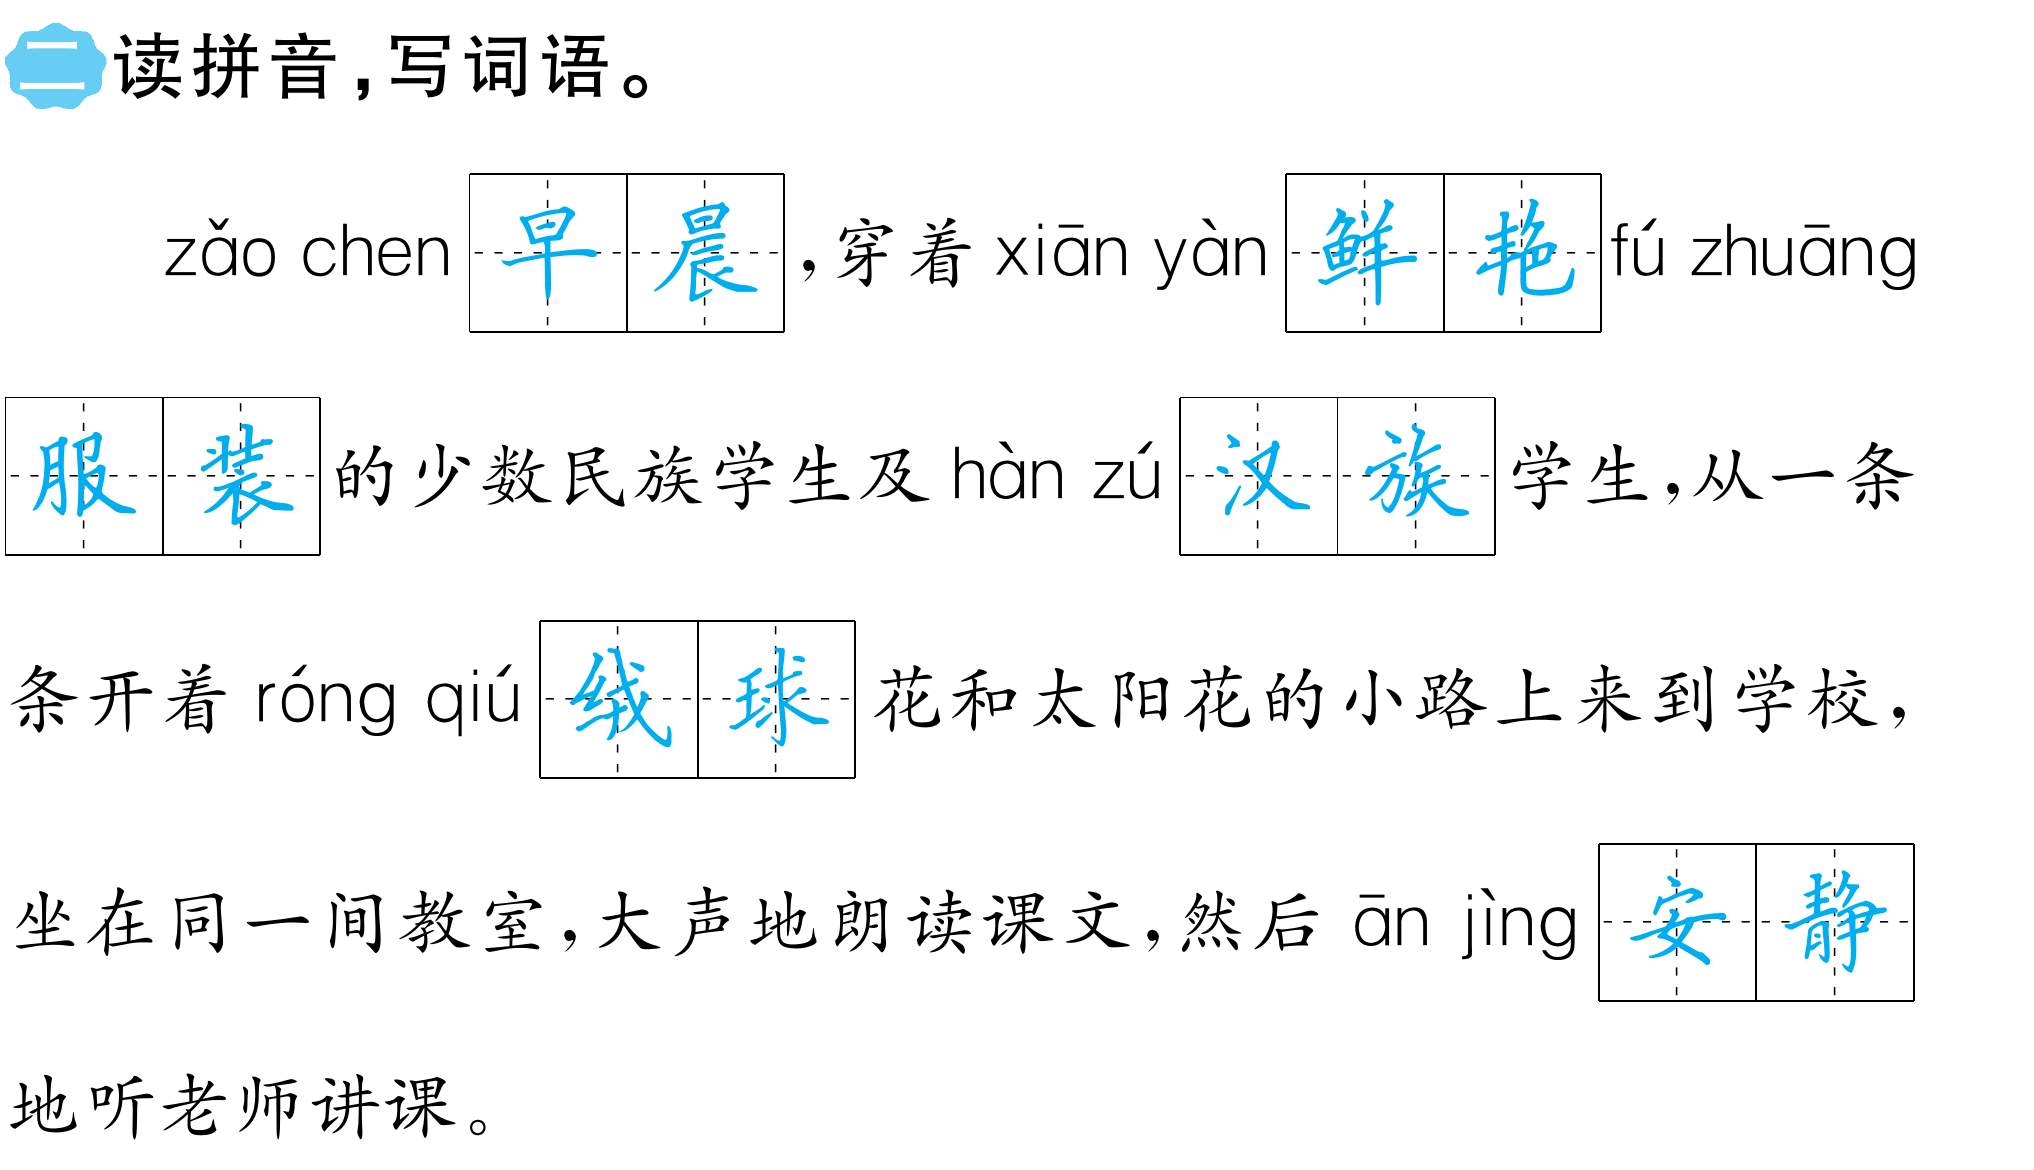 二 读拼音,写词语。
zǎo chen 早晨,穿着 xiān yàn 鲜艳 fú zhuāng
服装的少数民族学生及 hàn zú 汉族学生,从一条
条开着 róng qiú 绒球花和太阳花的小路上来到学校,
坐在同一间教室,大声地朗读课文,然后 ān jìng 安静
地听老师讲课。